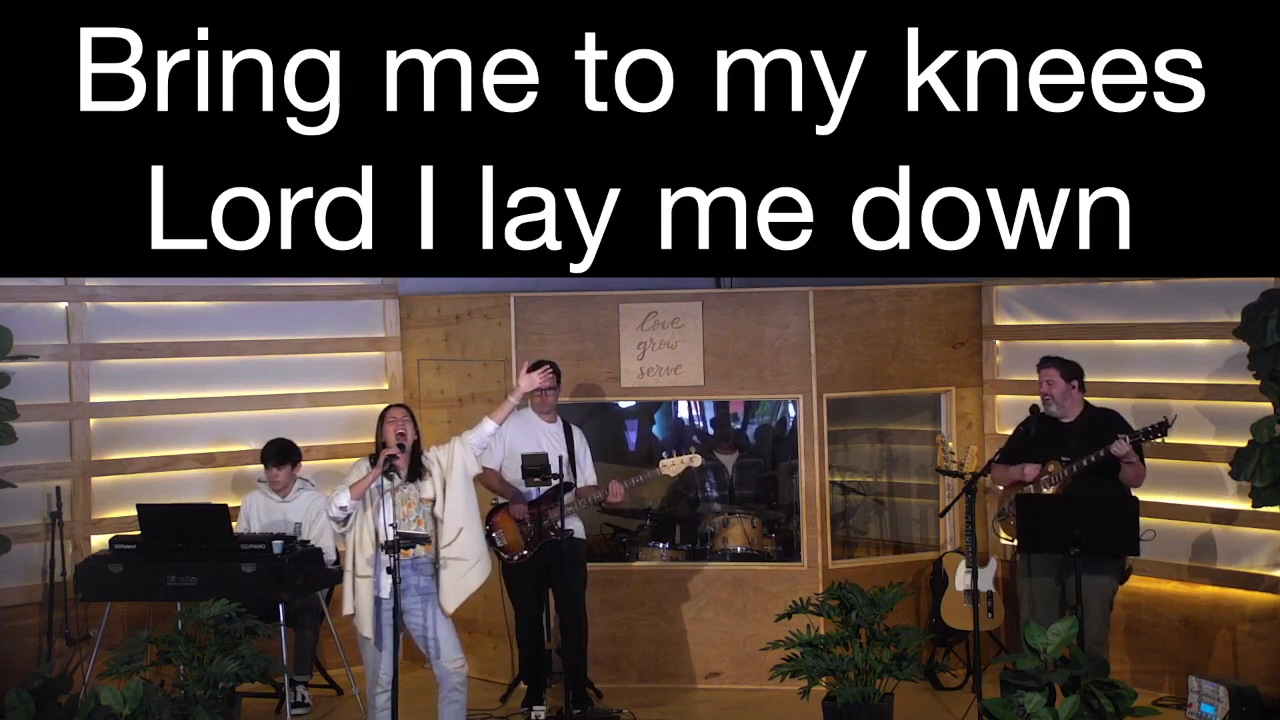 Bring me to my knees
Lord I lay me down
love
grow
serve
Roland